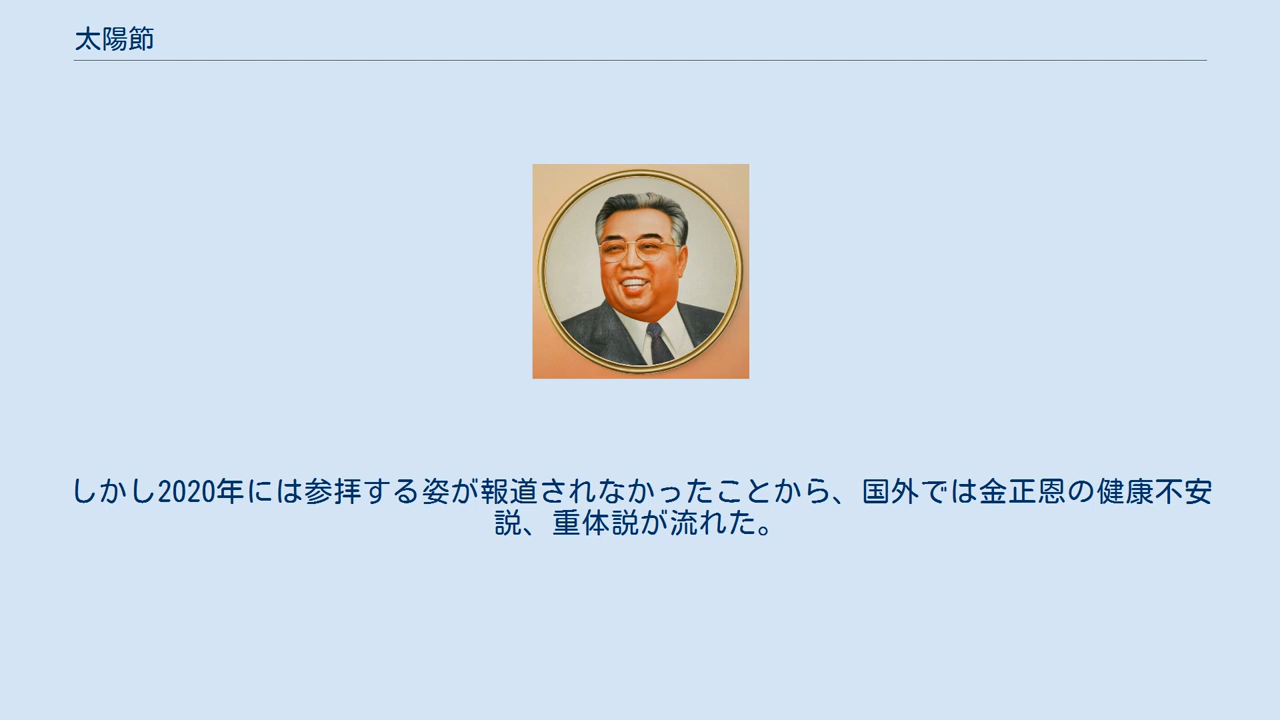 太陽節
しかし2020年には参拝する姿が報道されなかったことから、国外では金正恩の健康不安
説、重体説が流れた。